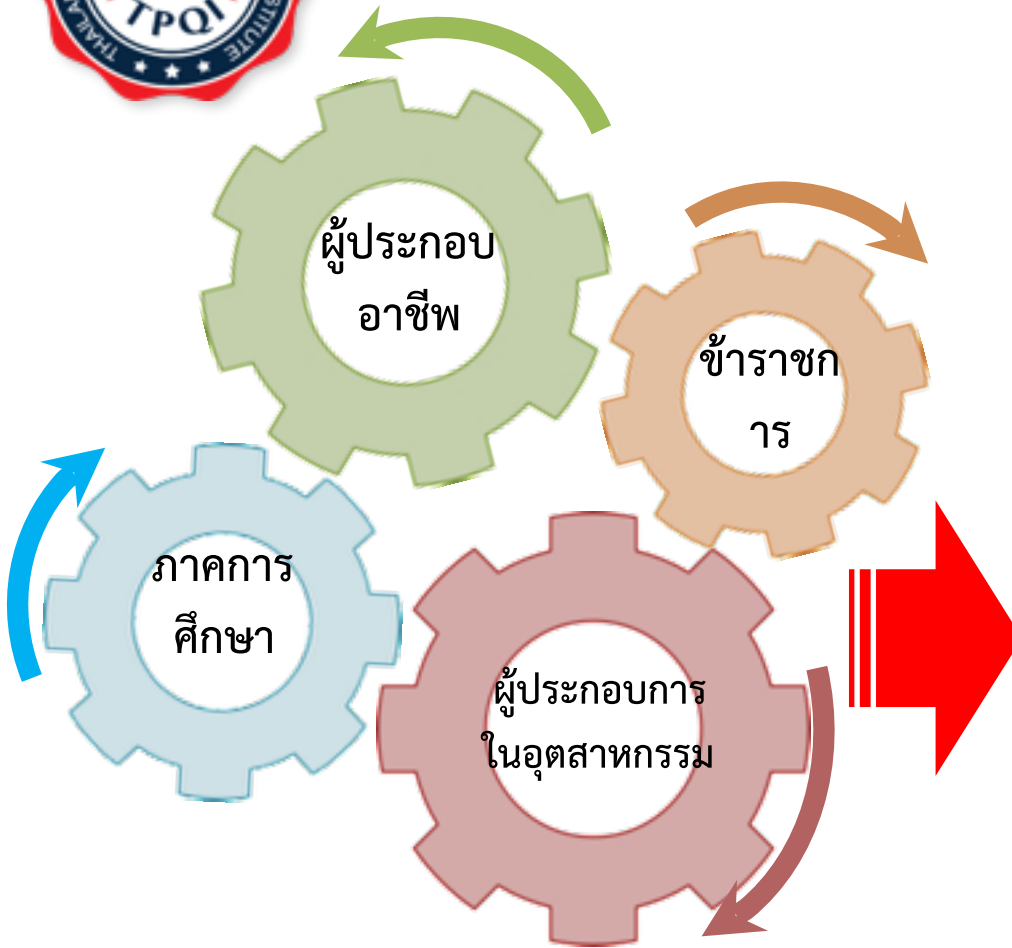 TPQI
ผู้ประกอบ
อาชีพ
ข้าราชก
าร
ภาคการ
ศึกษา
ผู้ประกอบการ
ในอุตสาหกรรม